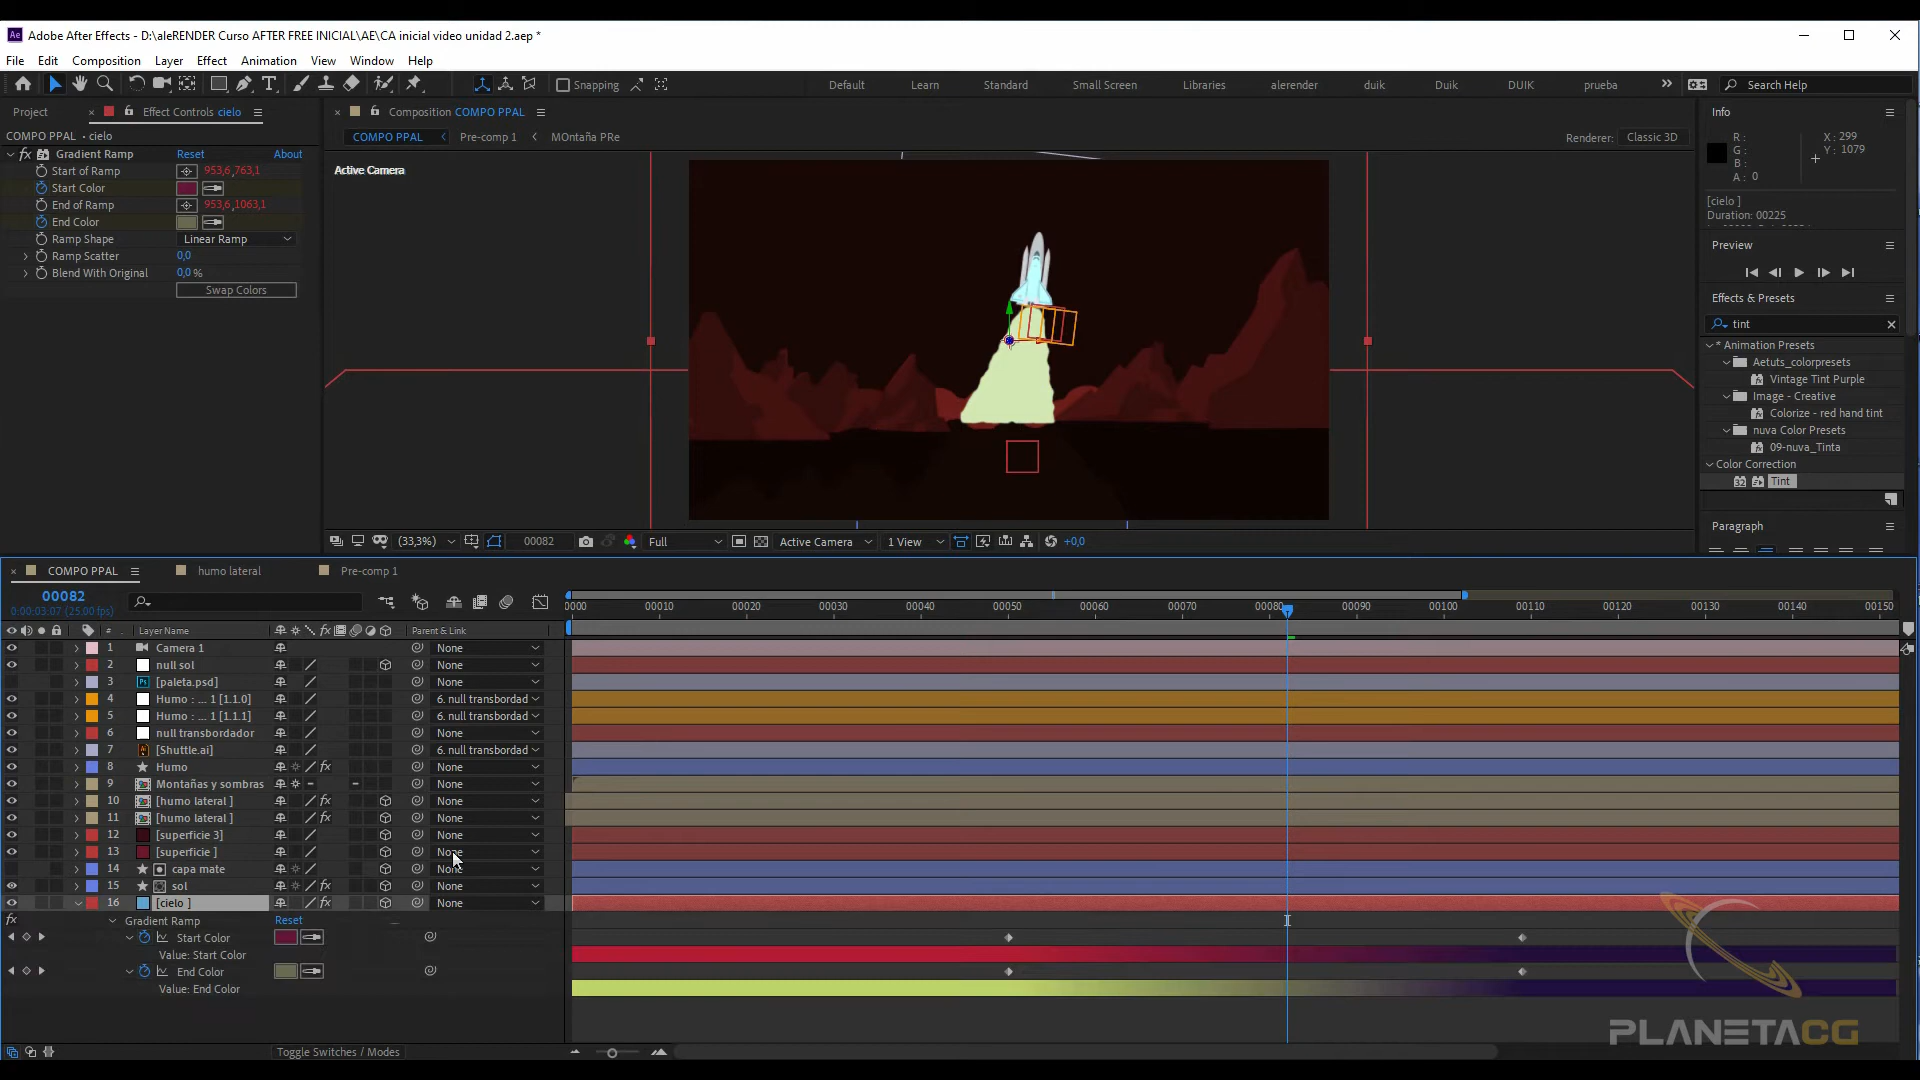 Adobe After Effects - D:\aleRENDER Curso AFTER FREE INICIAL\AE\CA inicial video unidad 2.aep *
File Edit Composition Layer Effect Animation View Window Help
Snapping Default Learn Standard Small Screen Libraries alerender duik Duik DUIK prueba Search Help
Project Effect Controls cielo
COMPO PPAL • cielo
Gradient Ramp Reset About
Start of Ramp 953,6,763,1
Start Color
End of Ramp 953,6,1063,1
End Color
Ramp Shape Linear Ramp
Ramp Scatter 0,0
Blend With Original 0,0 %
Swap Colors
Composition COMPO PPAL
COMPO PPAL Pre-comp 1 MOntaña PRe
Renderer: Classic 3D
Active Camera
(33,3%) 00082 Full Active Camera 1 View +0,0
Info
R : X : 299
G : Y : 1079
B :
A : 0
[cielo ]
Duration: 00225
Preview
Effects & Presets
tint
* Animation Presets
Aetuts_colorpresets
Vintage Tint Purple
Image - Creative
Colorize - red hand tint
nuva Color Presets
09-nuva_Tinta
Color Correction
32 Tint
Paragraph
COMPO PPAL humo lateral Pre-comp 1
00082
0:00:03:07 (25.00 fps)
0000 00010 00020 00030 00040 00050 00060 00070 00080 00090 00100 00110 00120 00130 00140 00150
# Layer Name Parent & Link
1 Camera 1 None
2 null sol None
3 [paleta.psd] None
4 Humo : ... 1 [1.1.0] 6. null transbordad
5 Humo : ... 1 [1.1.1] 6. null transbordad
6 null transbordador None
7 [Shuttle.ai] 6. null transbordad
8 Humo None
9 Montañas y sombras None
10 [humo lateral ] None
11 [humo lateral ] None
12 [superficie 3] None
13 [superficie ] None
14 capa mate None
15 sol None
16 [cielo ] None
Gradient Ramp Reset
Start Color
Value: Start Color
End Color
Value: End Color
Toggle Switches / Modes
PLANETACG